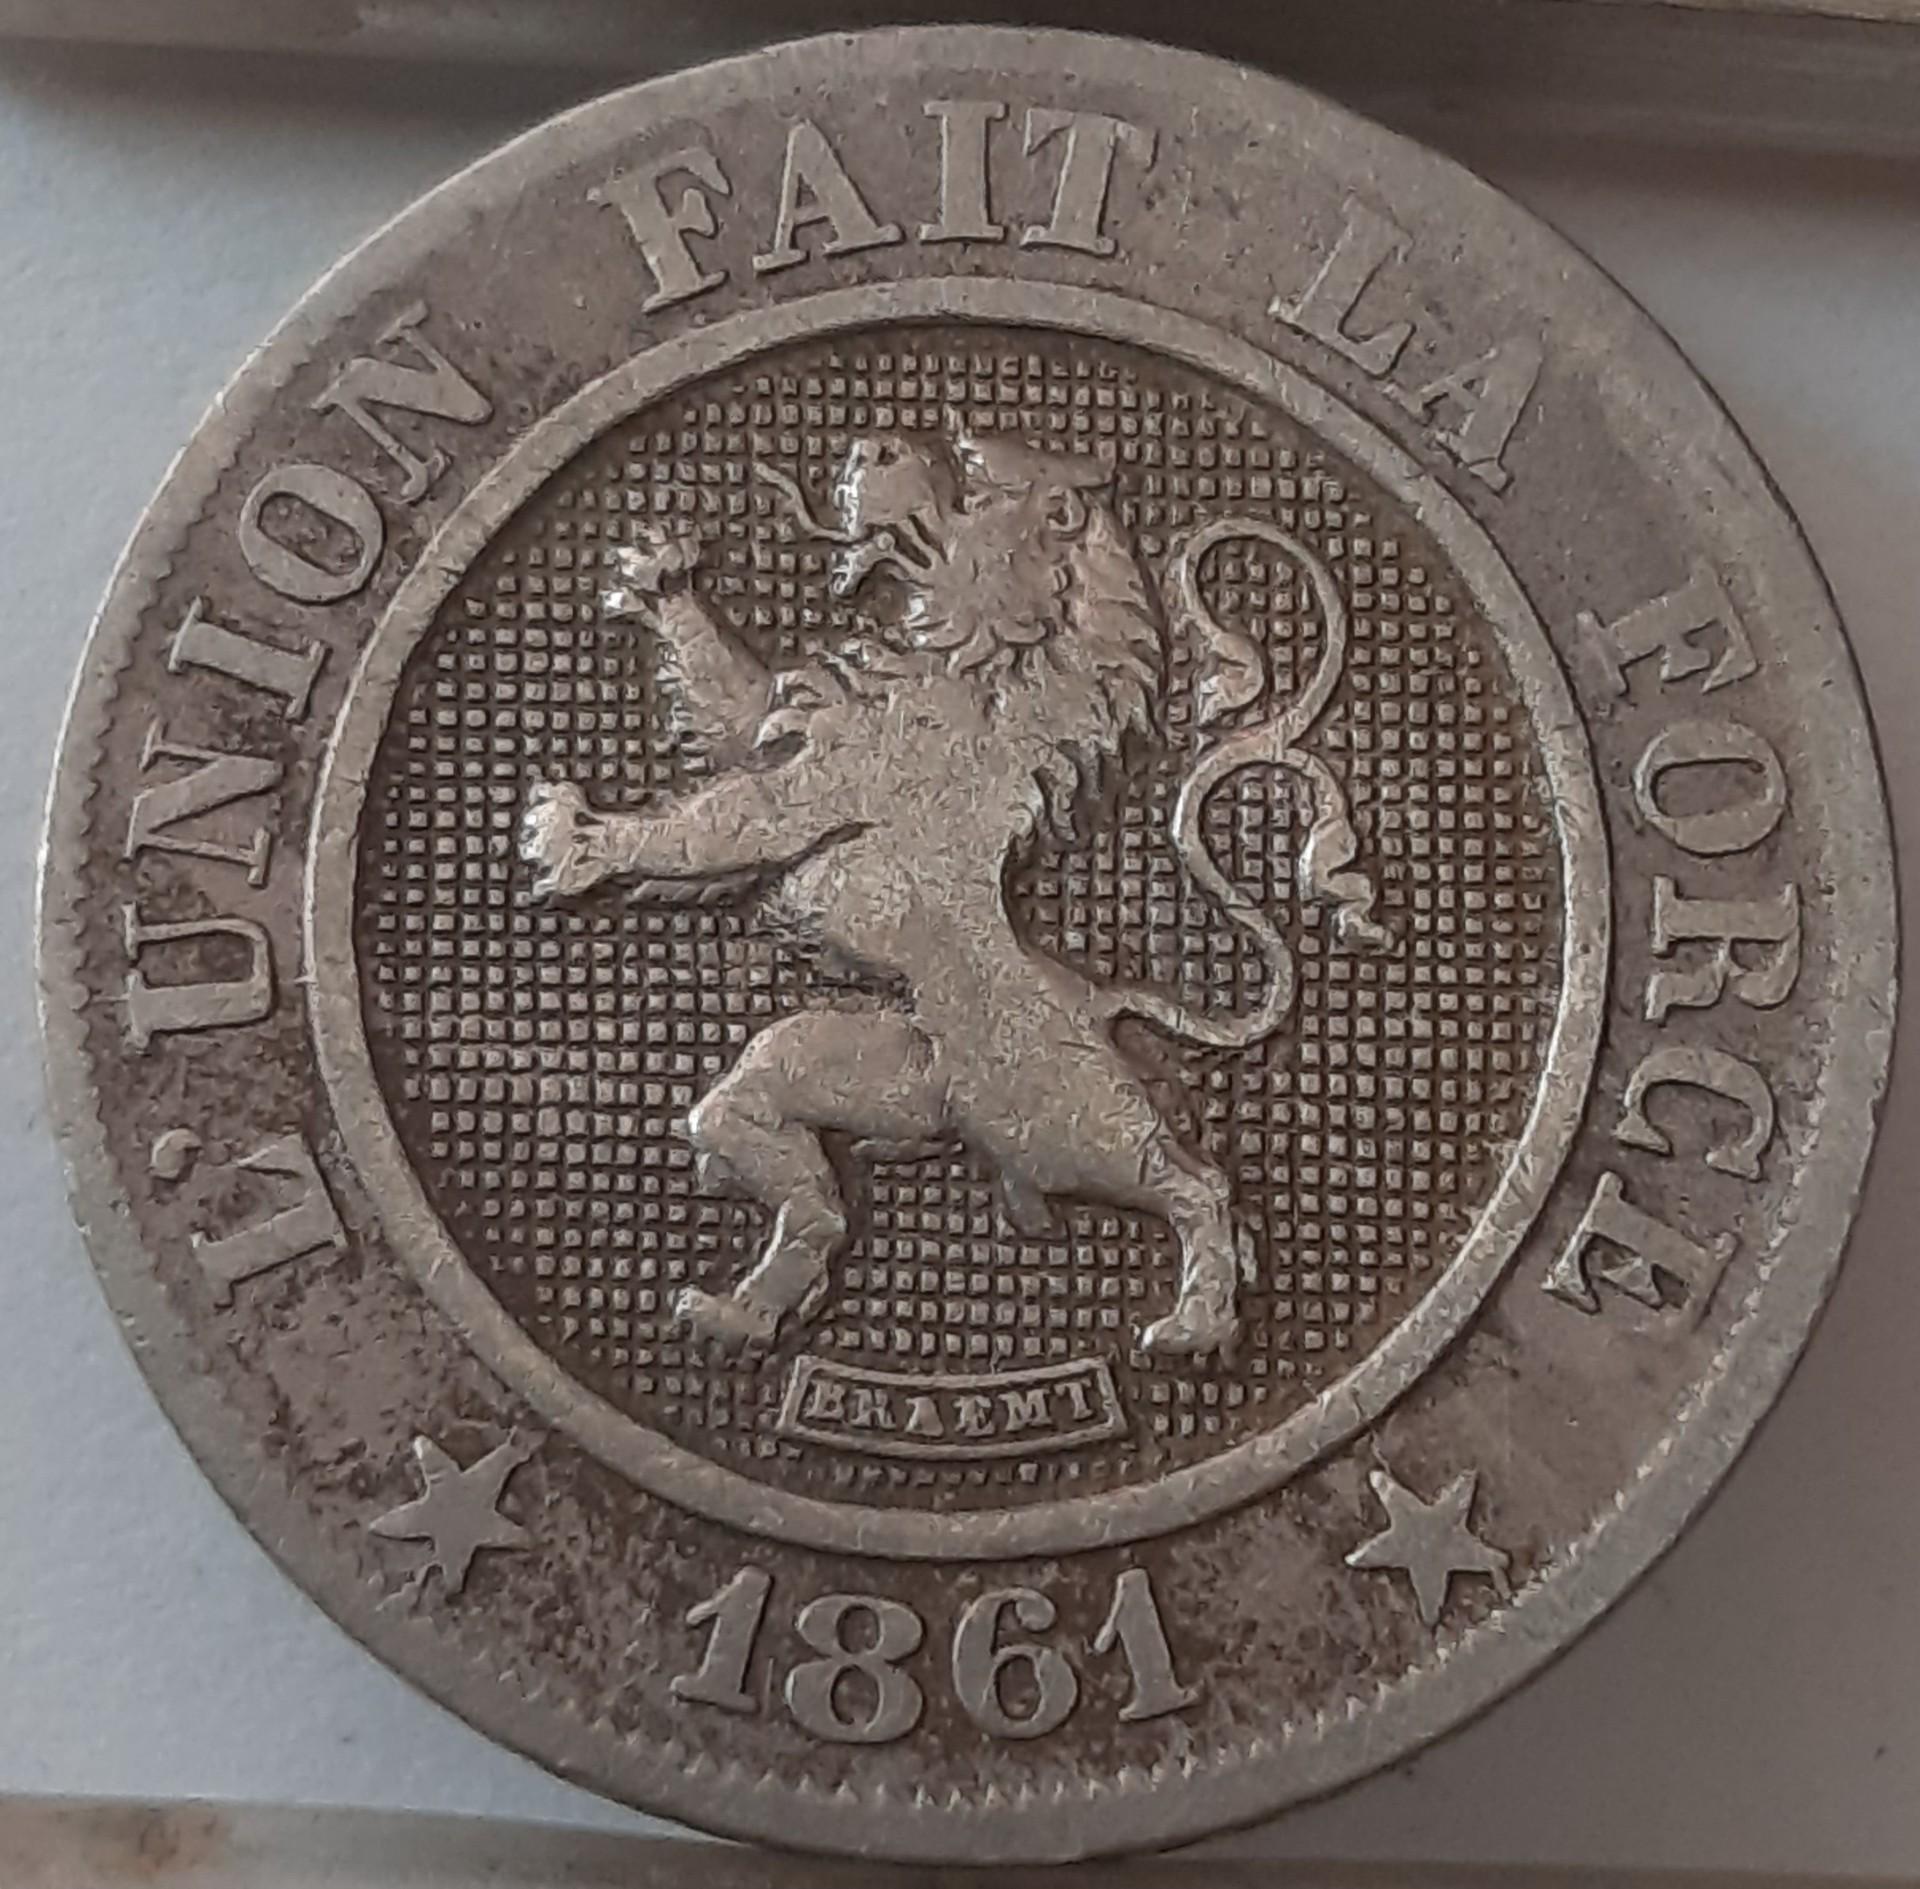 L'UNION FAIT LA FORCE
BRAEMT
1861